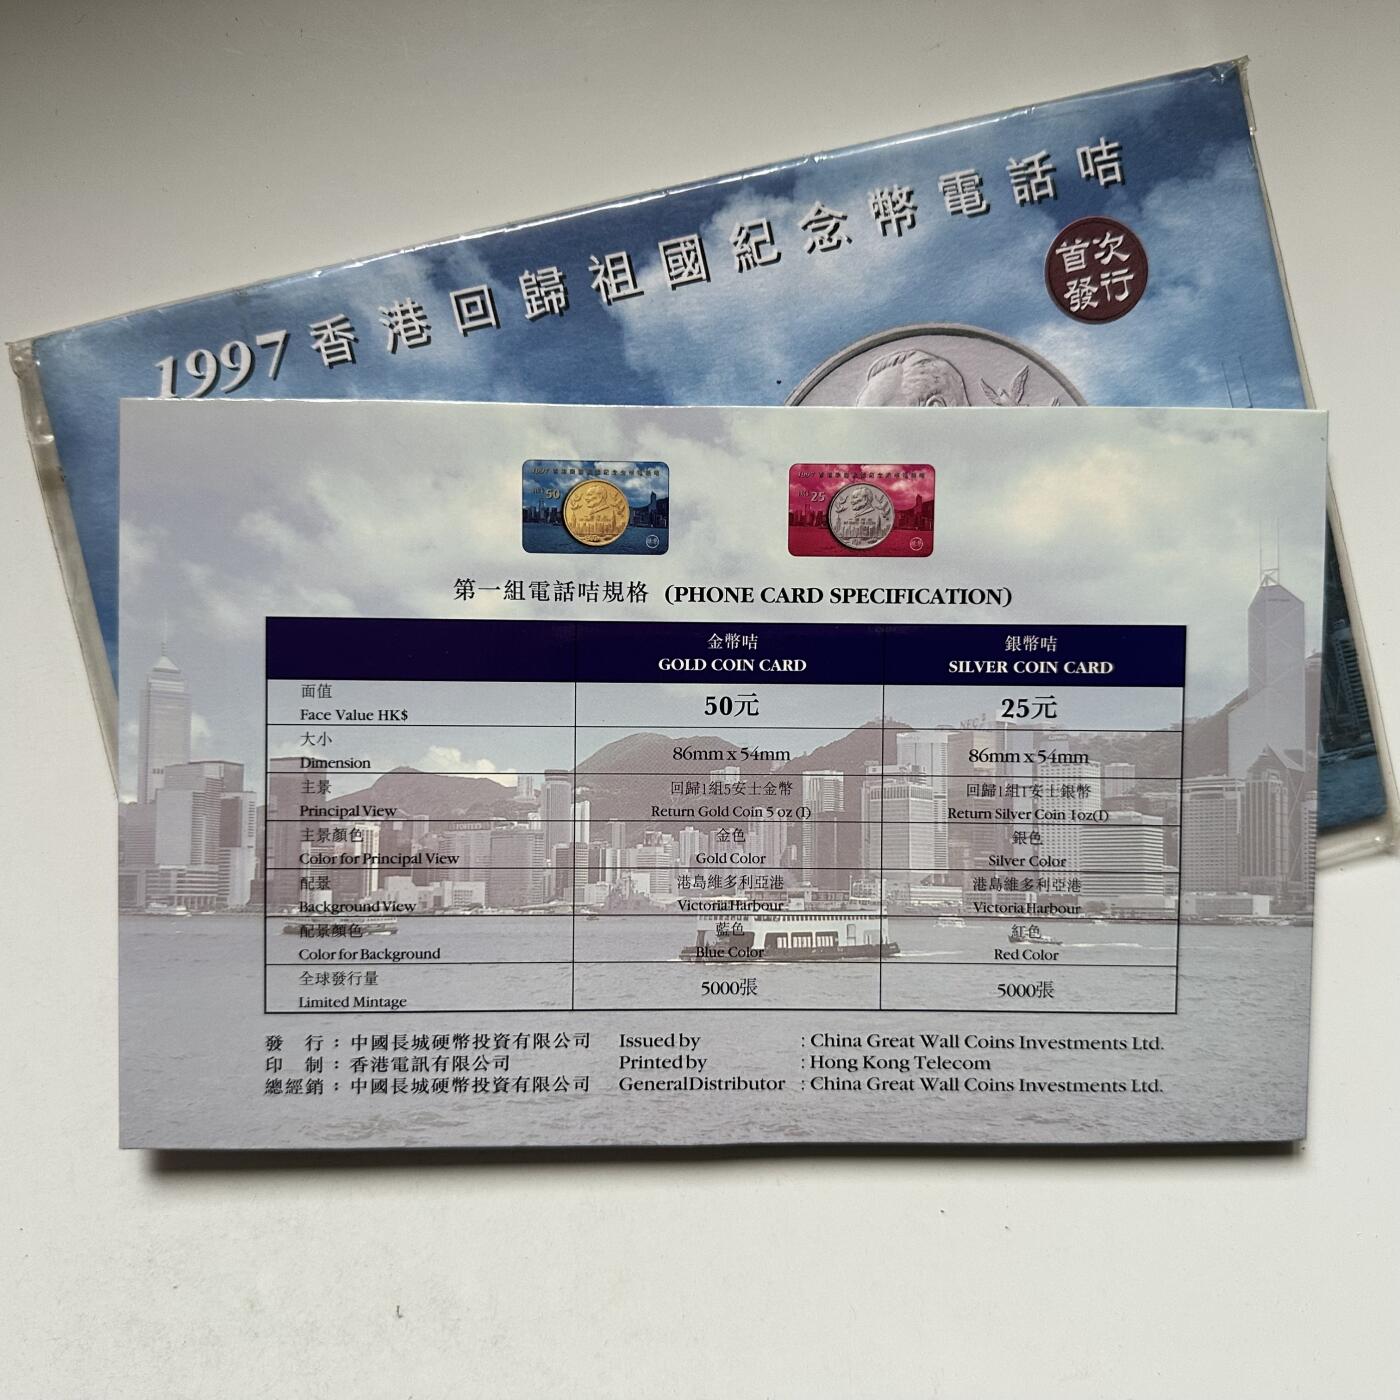 1997香港回歸祖國紀念幣電話咭
首次
發行
50
25
第一組電話咭規格 (PHONE CARD SPECIFICATION)
金幣咭 銀幣咭
GOLD COIN CARD SILVER COIN CARD
面值
Face Value HK$ 50元 25元
大小
Dimension 86mm x 54mm 86mm x 54mm
主景 回歸1組5安士金幣 回歸1組1安士銀幣
Principal View Return Gold Coin 5 oz (I) Return Silver Coin 1oz(I)
主景顏色 金色 銀色
Color for Principal View Gold Color Silver Color
配景 港島維多利亞港 港島維多利亞港
Background View Victoria Harbour Victoria Harbour
配景顏色 藍色 紅色
Color for Background Blue Color Red Color
全球發行量
Limited Mintage 5000張 5000張
發 行：中國長城硬幣投資有限公司 Issued by : China Great Wall Coins Investments Ltd.
印 制：香港電訊有限公司 Printed by : Hong Kong Telecom
總經銷：中國長城硬幣投資有限公司 General Distributor : China Great Wall Coins Investments Ltd.